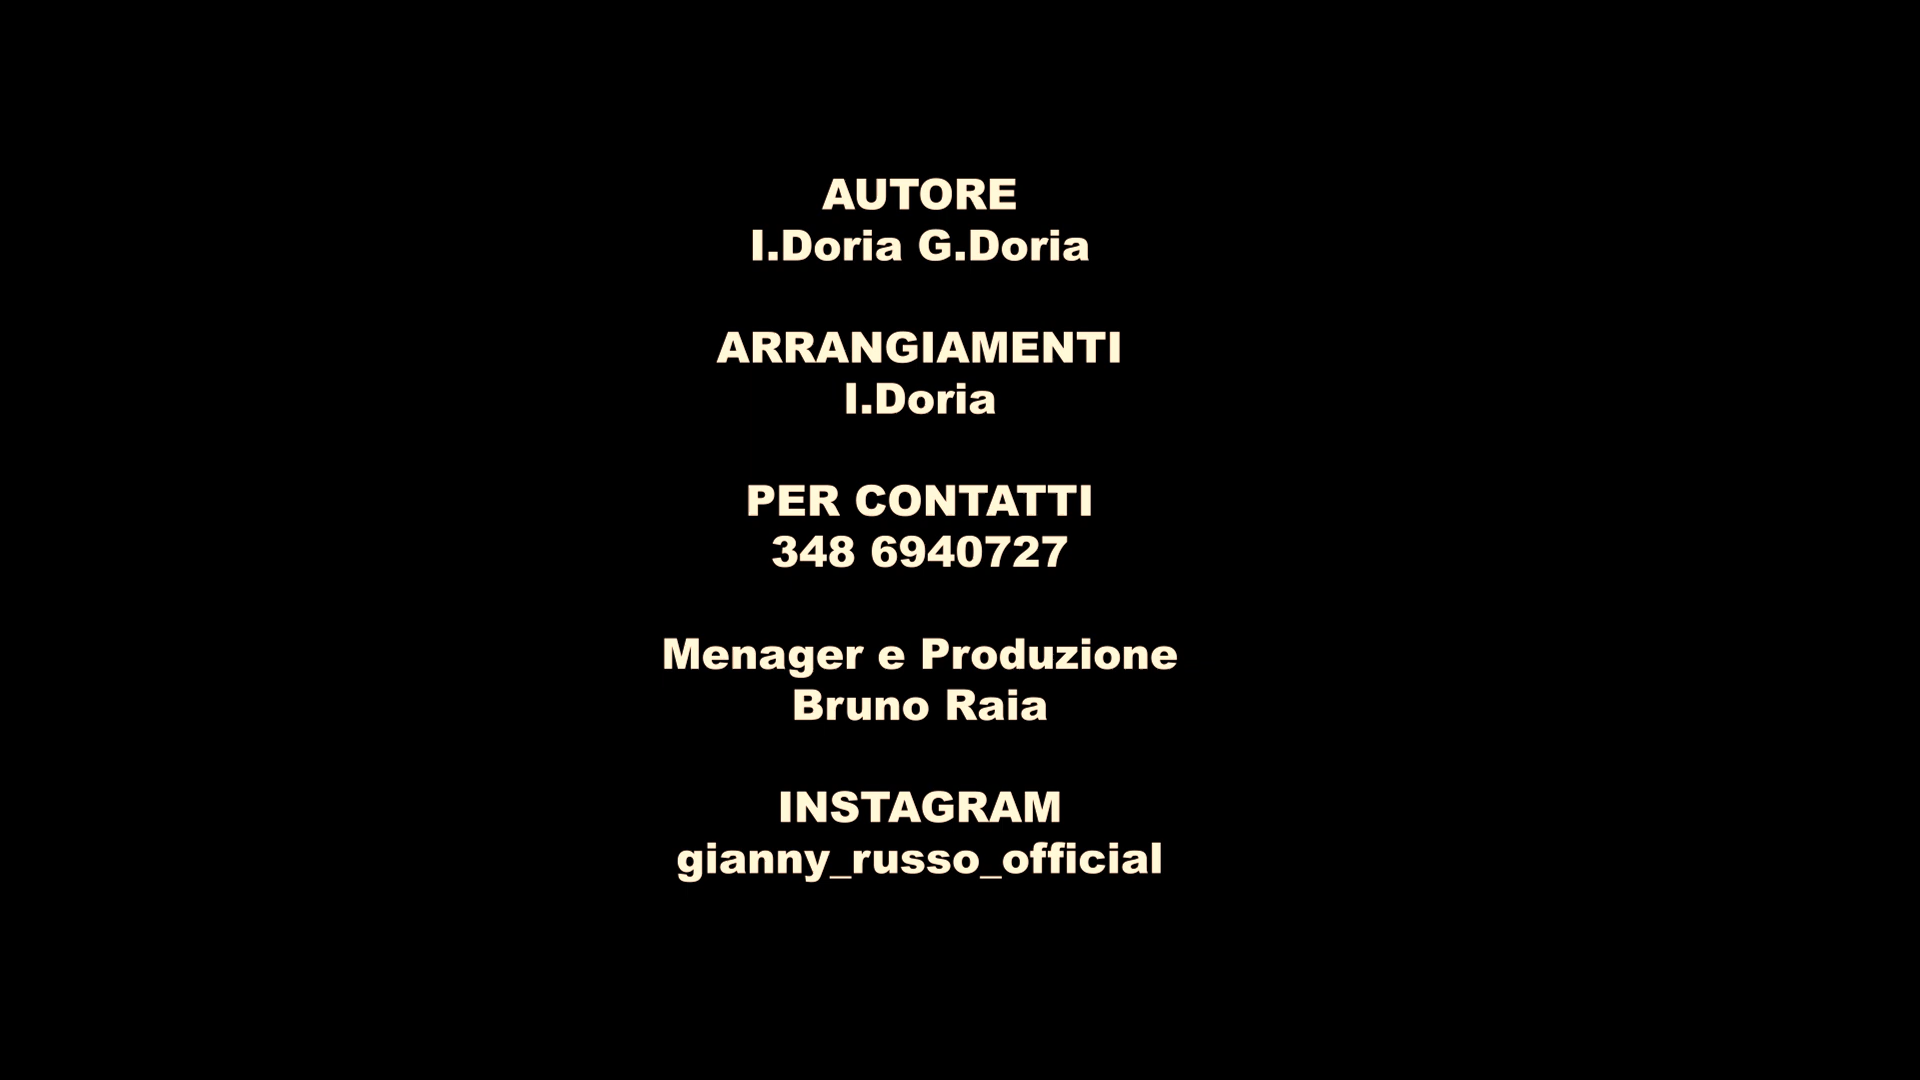 AUTORE
I.Doria G.Doria
ARRANGIAMENTI
I.Doria
PER CONTATTI
348 6940727
Menager e Produzione
Bruno Raia
INSTAGRAM
gianny_russo_official